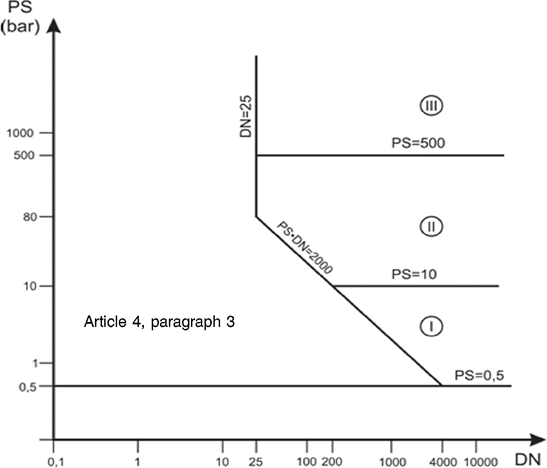 PS
(bar)
1000
500
80
10
1
0,5
DN=25
III
PS=500
PS•DN=2000
II
PS=10
Article 4, paragraph 3
I
PS=0,5
0,1
1
10
25
100
200
1000
4000
10000
DN